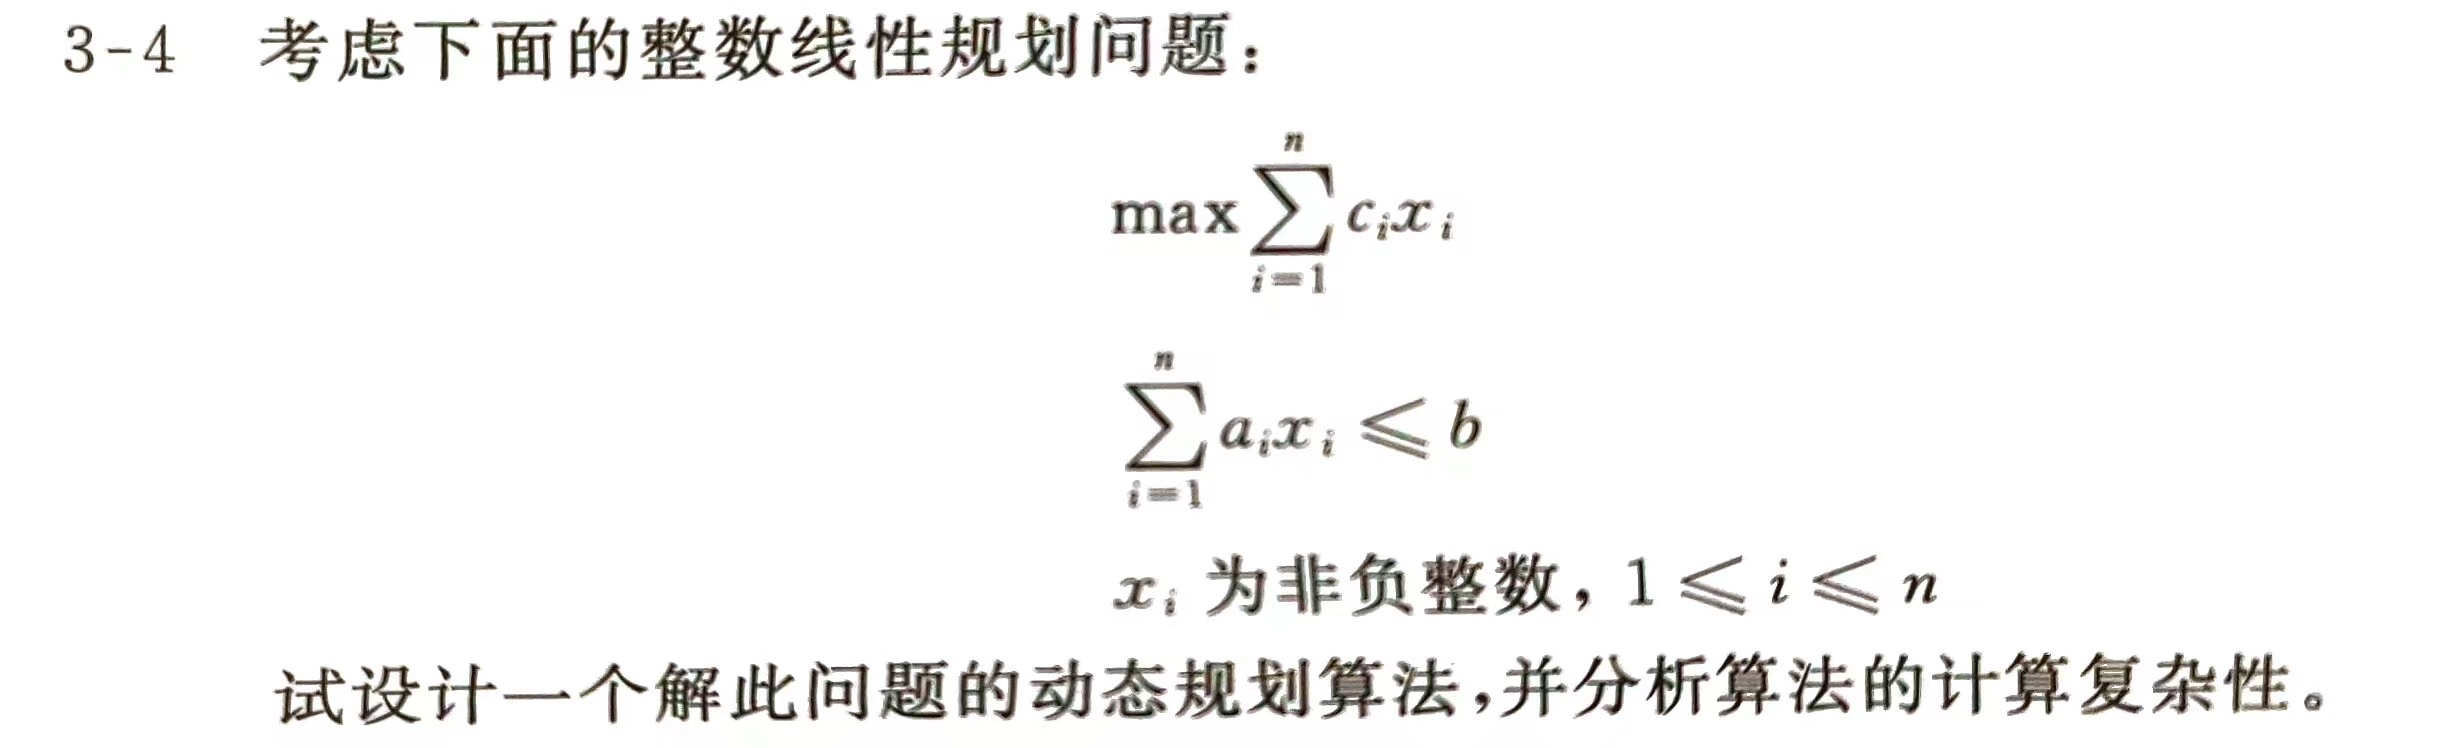 3-4 考虑下面的整数线性规划问题：
max∑_{i=1}^{n} c_i x_i
∑_{i=1}^{n} a_i x_i ⩽ b
x_i 为非负整数，1⩽i⩽n
试设计一个解此问题的动态规划算法，并分析算法的计算复杂性。